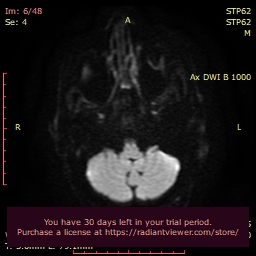 Im: 6/48
Se: 4
A
STP62
STP62
M
Ax DWI B 1000
R
L
You have 30 days left in your trial period.
Purchase a license at https://radiantviewer.com/store/